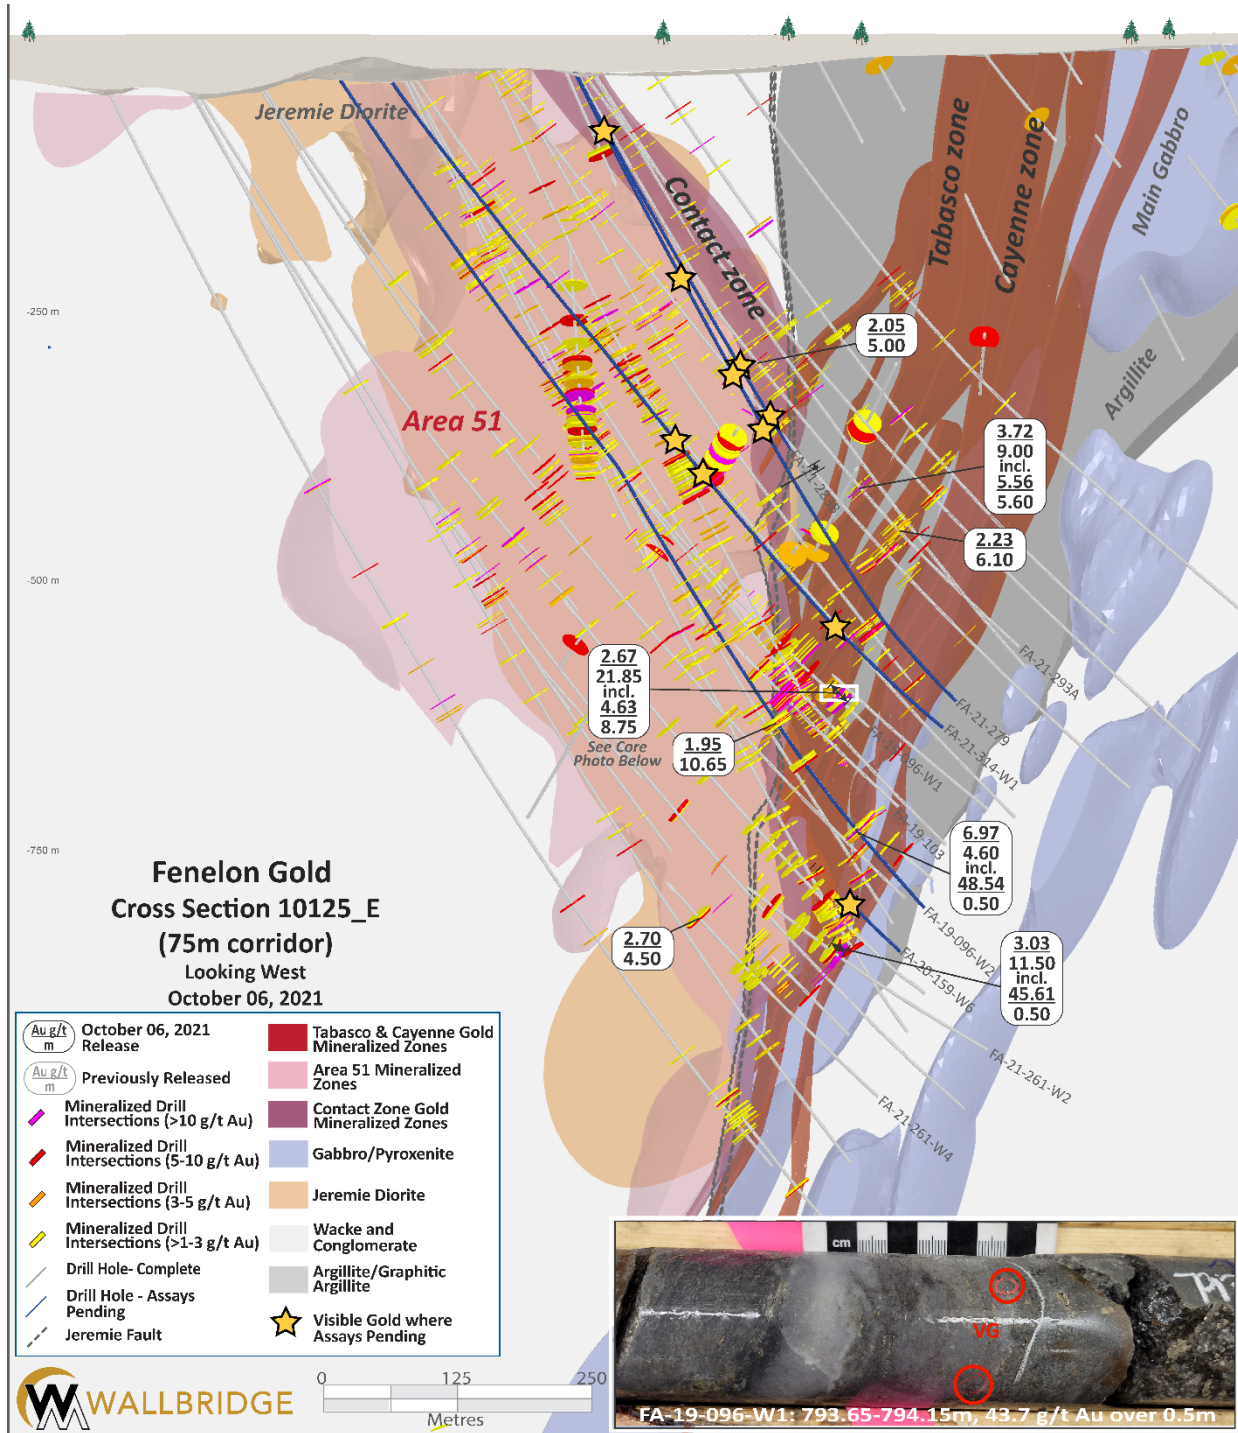 Jeremie Diorite
Contact zone
Tabasco zone
Cayenne zone
Main Gabbro
Argillite
-250 m
2.05
5.00
Area 51
3.72
9.00
incl.
5.56
5.60
2.23
6.10
-500 m
2.67
21.85
incl.
4.63
8.75
See Core
Photo Below
1.95
10.65
FA-21-293A
FA-21-279
FA-21-314-W1
FA-19-096-W1
FA-19-103
-750 m
6.97
4.60
incl.
48.54
0.50
FA-19-096-W2
2.70
4.50
3.03
11.50
incl.
45.61
0.50
FA-20-159-W6
FA-21-261-W2
FA-21-261-W4
Fenelon Gold
Cross Section 10125_E
(75m corridor)
Looking West
October 06, 2021
Au g/t
m
October 06, 2021
Release
Au g/t
m
Previously Released
Mineralized Drill
Intersections (>10 g/t Au)
Mineralized Drill
Intersections (5-10 g/t Au)
Mineralized Drill
Intersections (3-5 g/t Au)
Mineralized Drill
Intersections (>1-3 g/t Au)
Drill Hole- Complete
Drill Hole - Assays
Pending
Jeremie Fault
Tabasco & Cayenne Gold
Mineralized Zones
Area 51 Mineralized
Zones
Contact Zone Gold
Mineralized Zones
Gabbro/Pyroxenite
Jeremie Diorite
Wacke and
Conglomerate
Argillite/Graphitic
Argillite
Visible Gold where
Assays Pending
WALLBRIDGE
0 125 250
Metres
cm
VG
FA-19-096-W1: 793.65-794.15m, 43.7 g/t Au over 0.5m